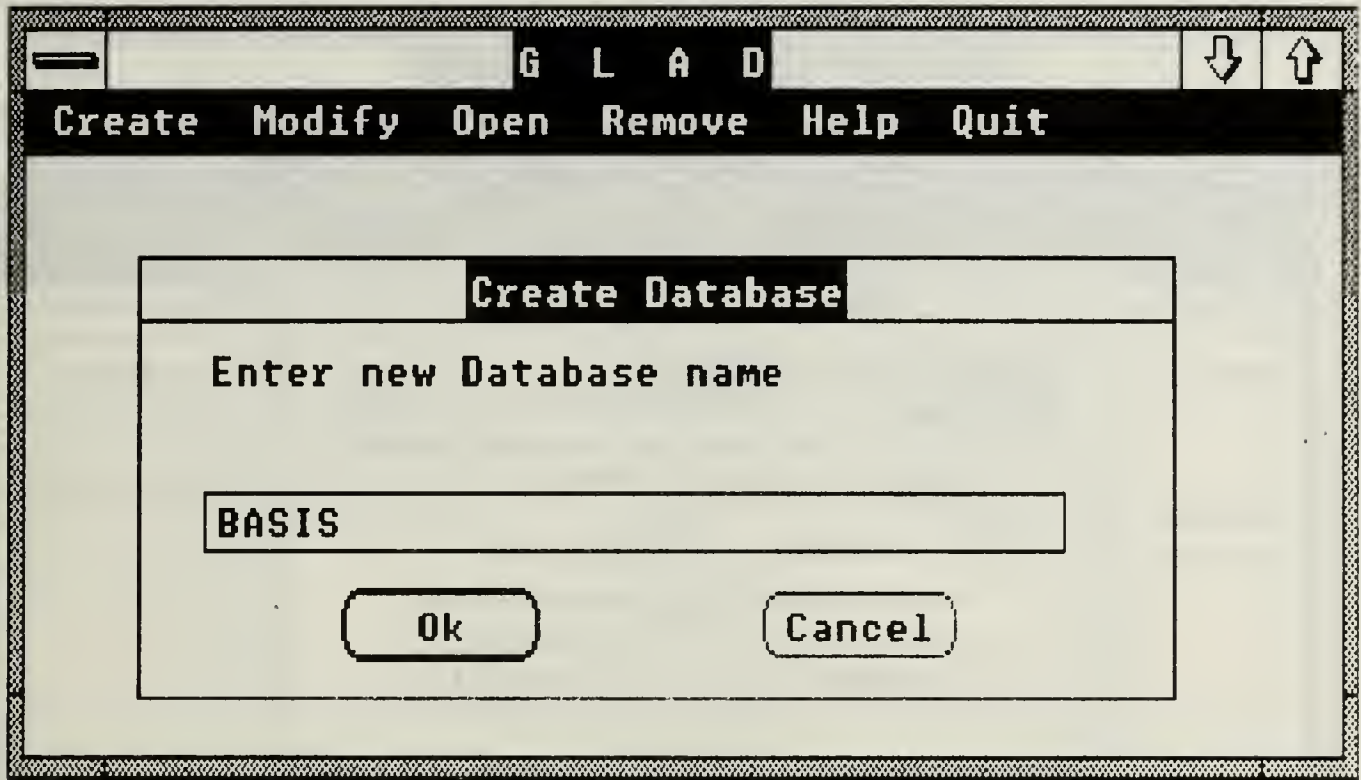 G L A D
Create Modify Open Remove Help Quit
Create Database
Enter new Database name
BASIS
Ok Cancel